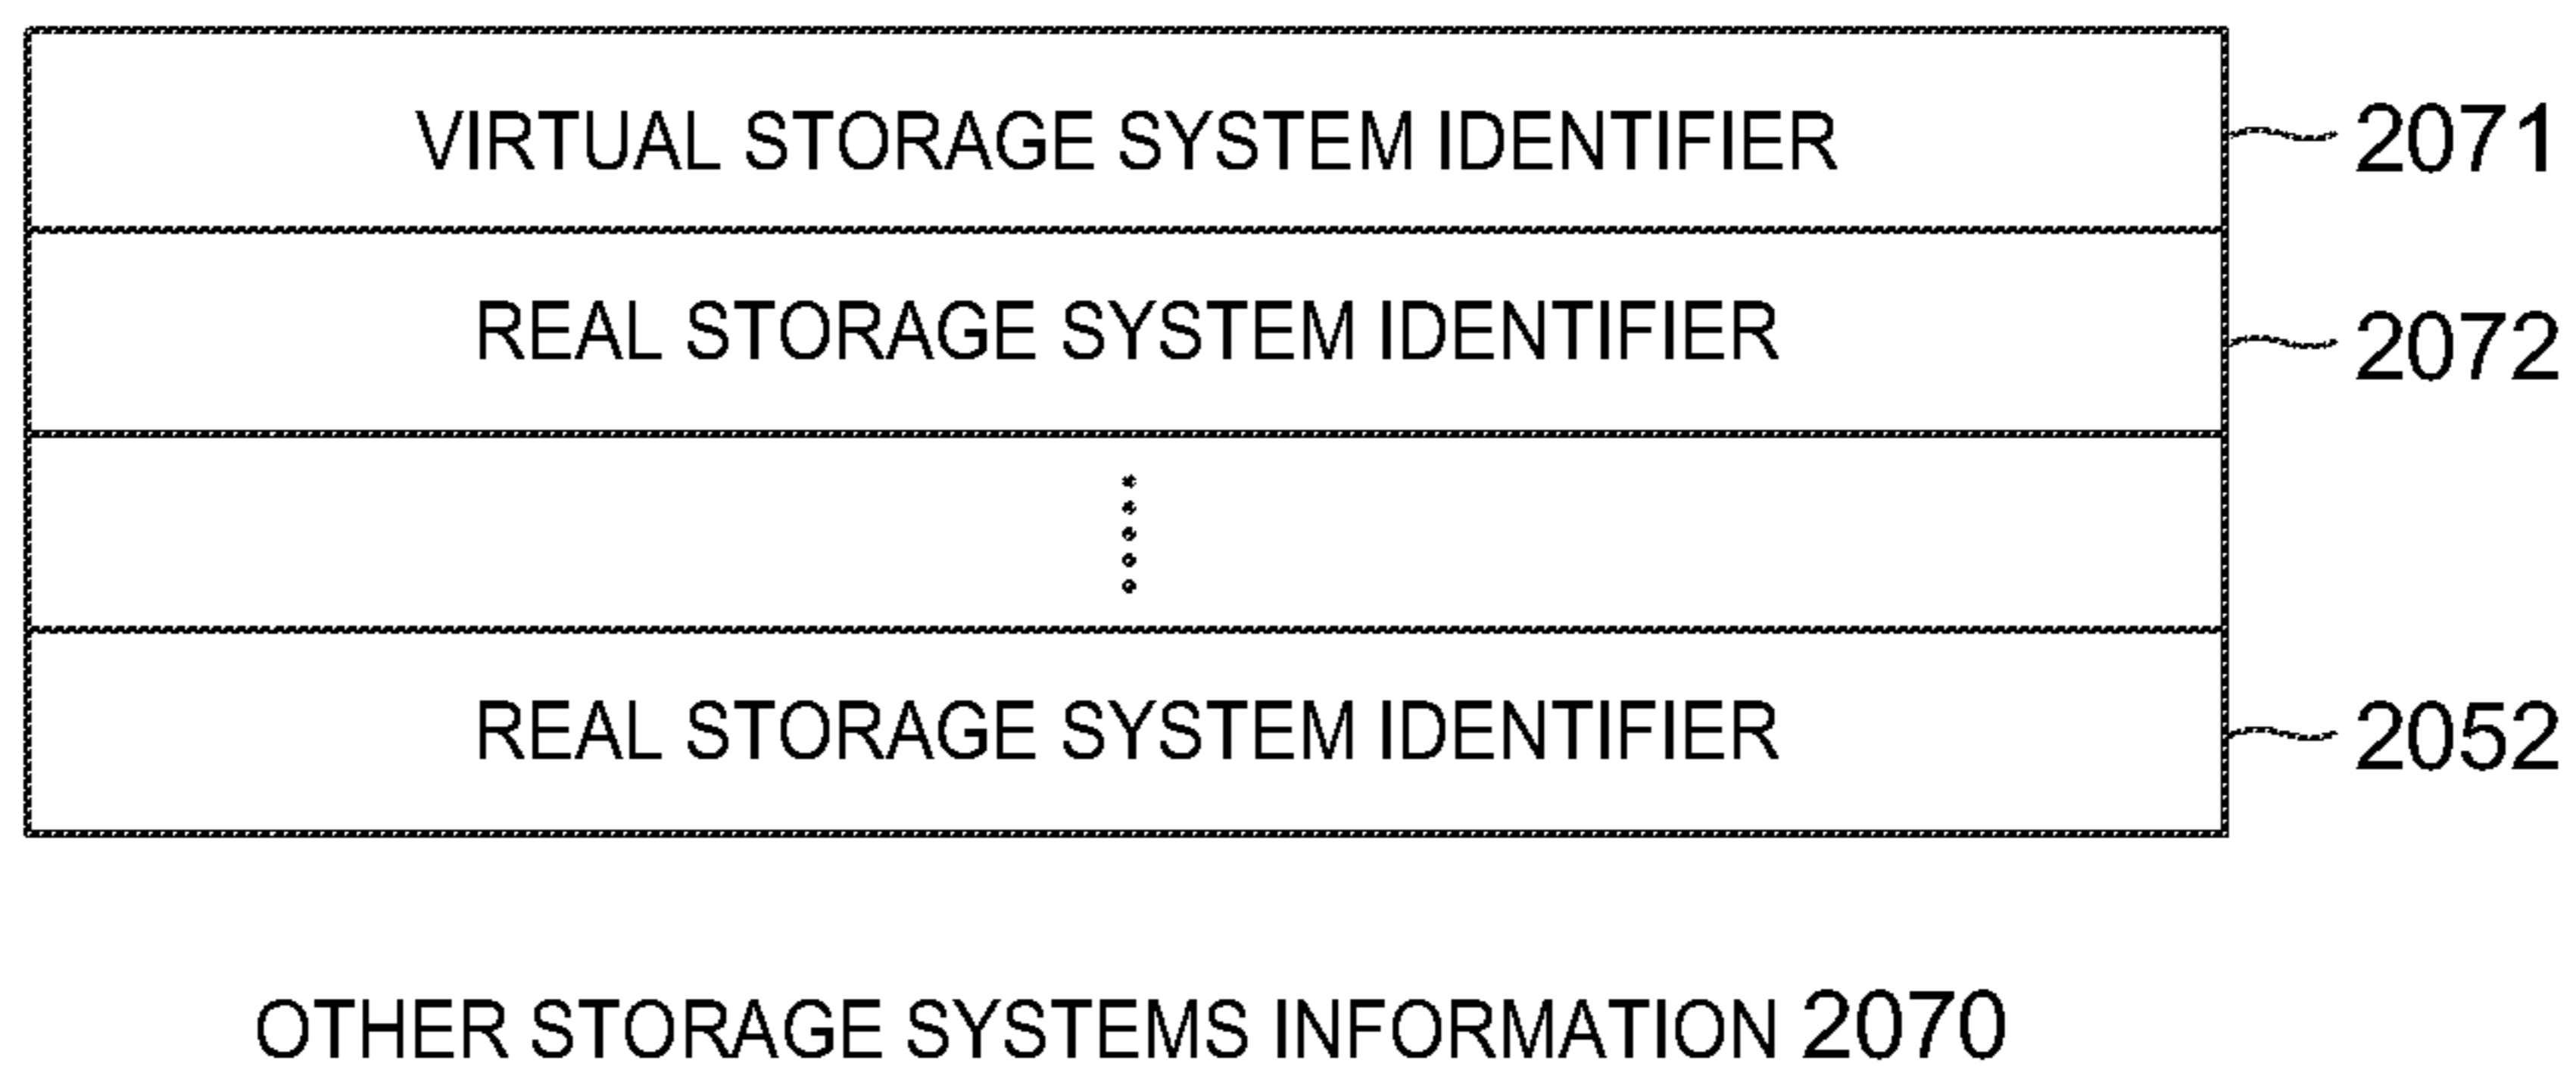 VIRTUAL STORAGE SYSTEM IDENTIFIER 2071
REAL STORAGE SYSTEM IDENTIFIER 2072
REAL STORAGE SYSTEM IDENTIFIER 2052
OTHER STORAGE SYSTEMS INFORMATION 2070